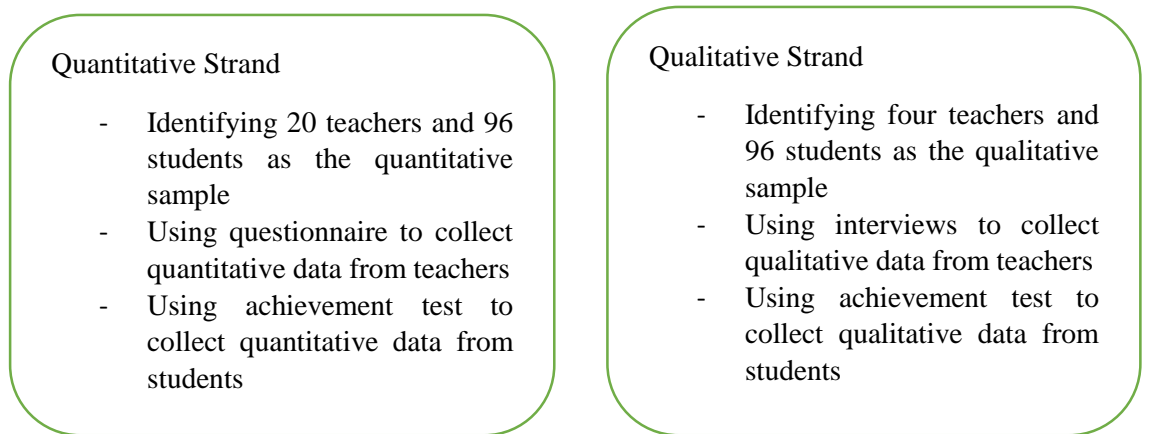 Quantitative Strand
- Identifying 20 teachers and 96
students as the quantitative
sample
- Using questionnaire to collect
quantitative data from teachers
- Using achievement test to
collect quantitative data from
students
Qualitative Strand
- Identifying four teachers and
96 students as the qualitative
sample
- Using interviews to collect
qualitative data from teachers
- Using achievement test to
collect qualitative data from
students